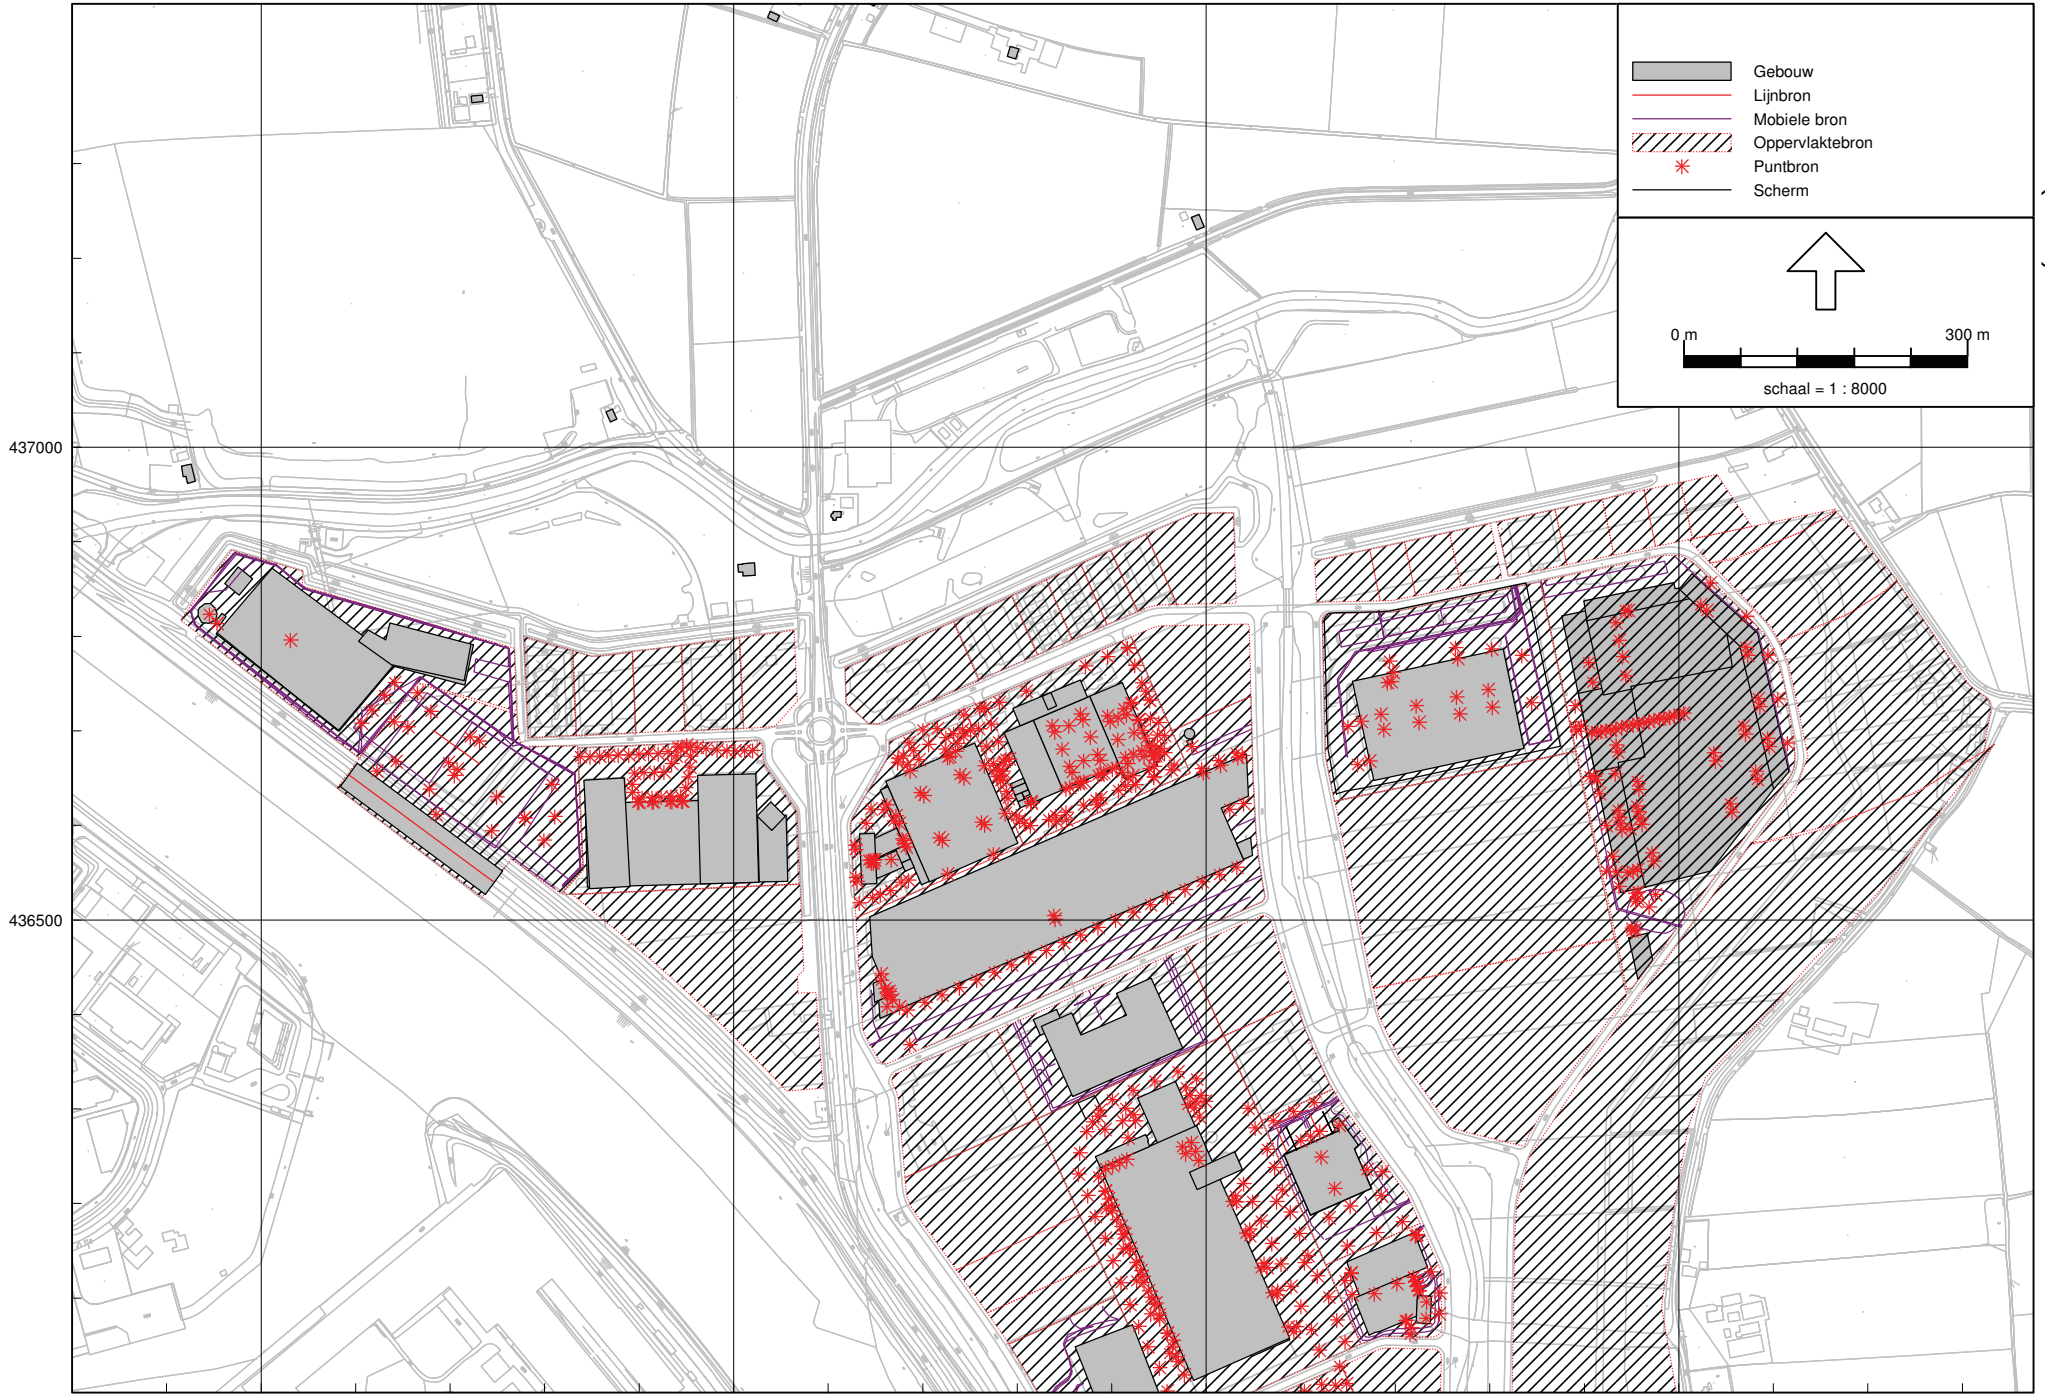 Gebouw
Lijnbron
Mobiele bron
Oppervlaktebron
Puntbron
Scherm
0 m 300 m
schaal = 1 : 8000
437000
436500